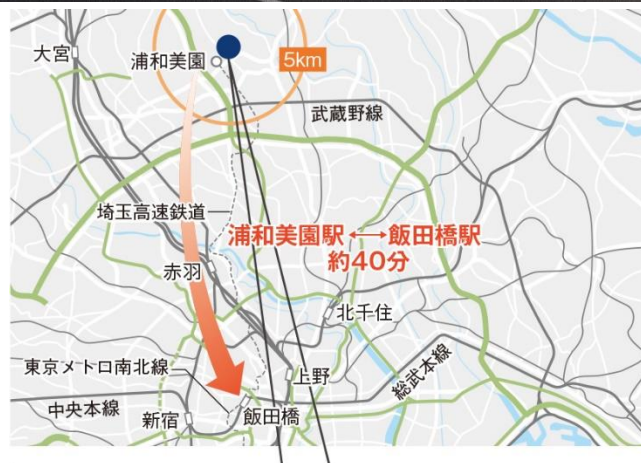 大宮
浦和美園
5km
武蔵野線
埼玉高速鉄道
浦和美園駅↔飯田橋駅
約40分
赤羽
北千住
東京メトロ南北線
上野
総武本線
中央本線
新宿
飯田橋